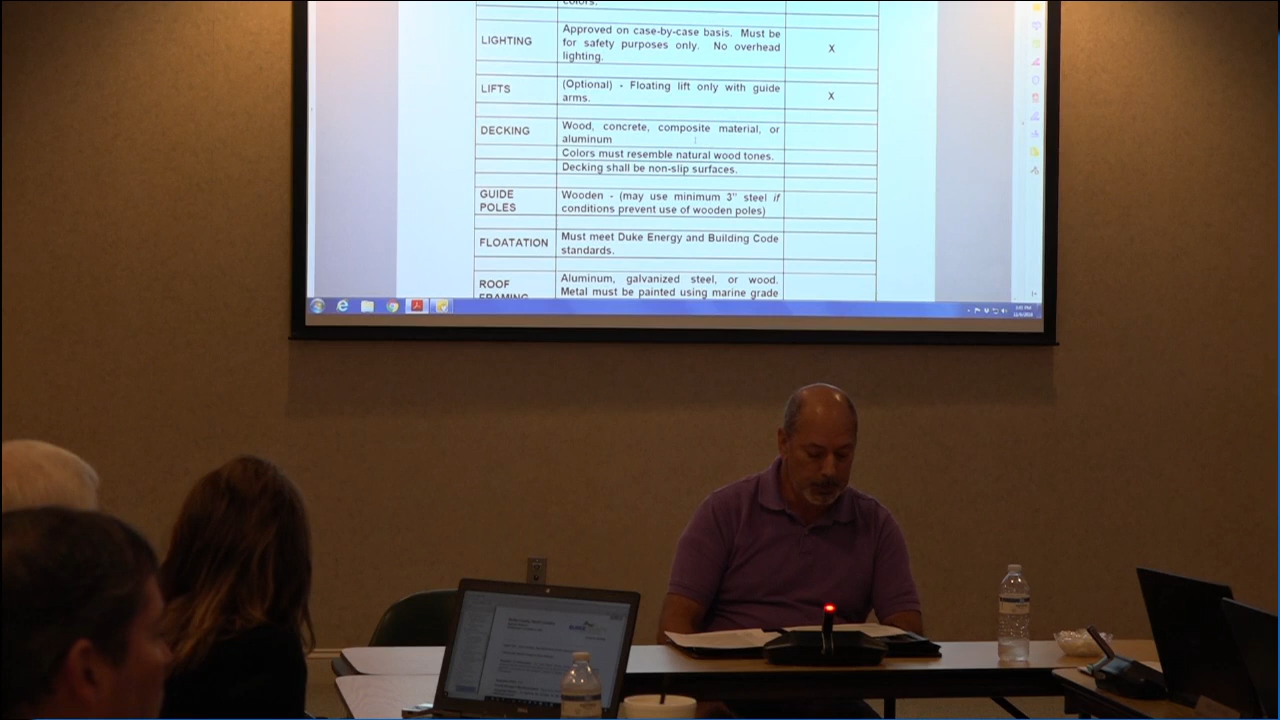 colors.
LIGHTING
Approved on case-by-case basis. Must be
for safety purposes only. No overhead
lighting.
X
LIFTS
(Optional) - Floating lift only with guide
arms.
X
DECKING
Wood, concrete, composite material, or
aluminum
Colors must resemble natural wood tones.
Decking shall be non-slip surfaces.
GUIDE
POLES
Wooden - (may use minimum 3" steel if
conditions prevent use of wooden poles)
FLOATATION
Must meet Duke Energy and Building Code
standards.
ROOF
FRAMING
Aluminum, galvanized steel, or wood.
Metal must be painted using marine grade